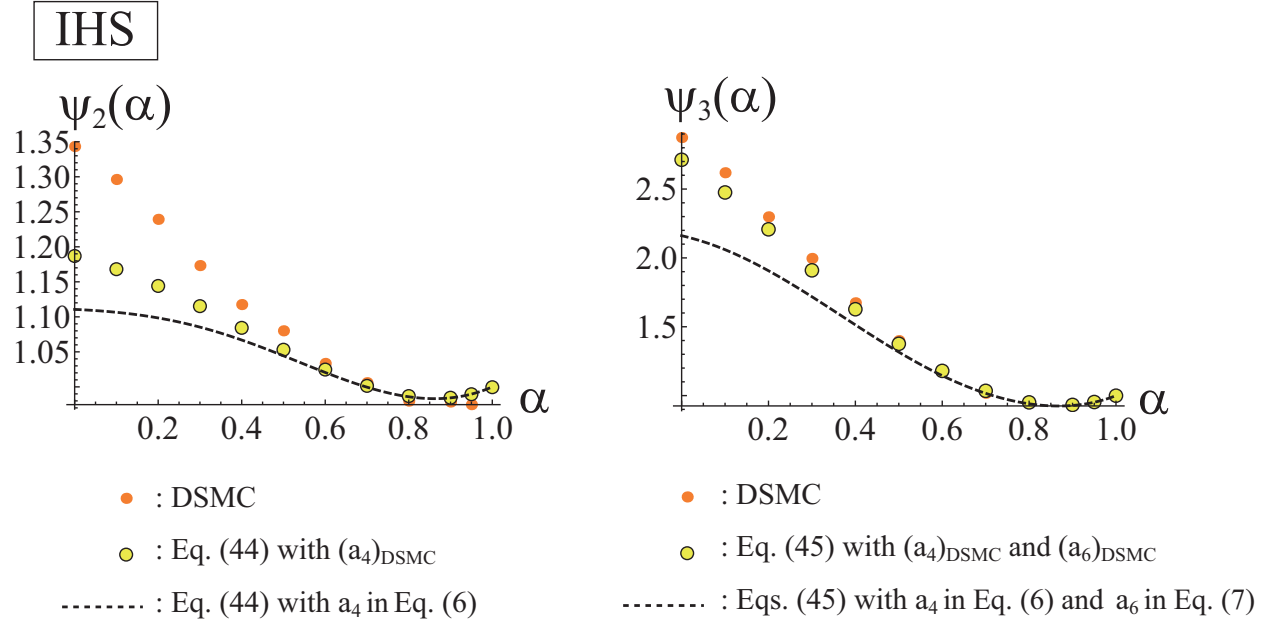 IHS
ψ₂(α)
1.35
1.30
1.25
1.20
1.15
1.10
1.05
0.2 0.4 0.6 0.8 1.0
α
: DSMC
: Eq. (44) with (a₄)DSMC
: Eq. (44) with a₄ in Eq. (6)
ψ₃(α)
2.5
2.0
1.5
0.2 0.4 0.6 0.8 1.0
α
: DSMC
: Eq. (45) with (a₄)DSMC and (a₆)DSMC
: Eqs. (45) with a₄ in Eq. (6) and a₆ in Eq. (7)